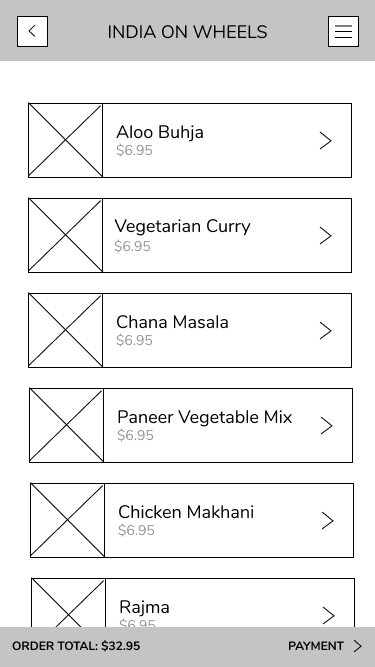 INDIA ON WHEELS
Aloo Buhja
$6.95
Vegetarian Curry
$6.95
Chana Masala
$6.95
Paneer Vegetable Mix
$6.95
Chicken Makhani
$6.95
Rajma
$6.95
ORDER TOTAL: $32.95 PAYMENT